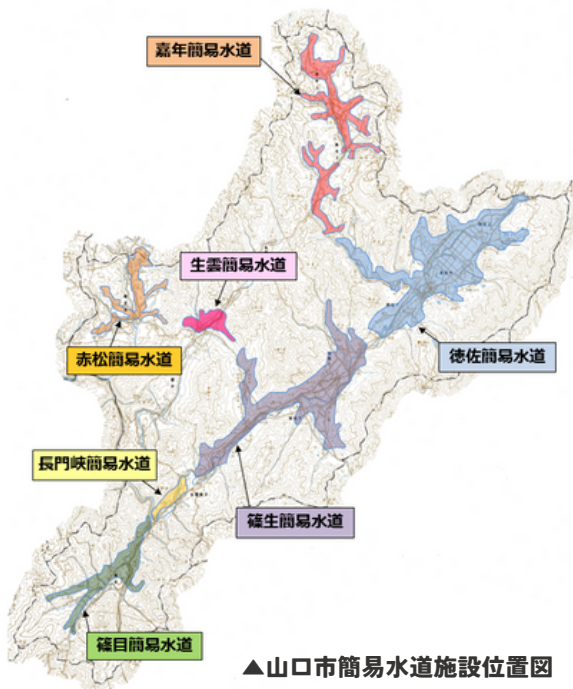 嘉年簡易水道
生雲簡易水道
赤松簡易水道
徳佐簡易水道
長門峡簡易水道
篠生簡易水道
篠目簡易水道
▲山口市簡易水道施設位置図